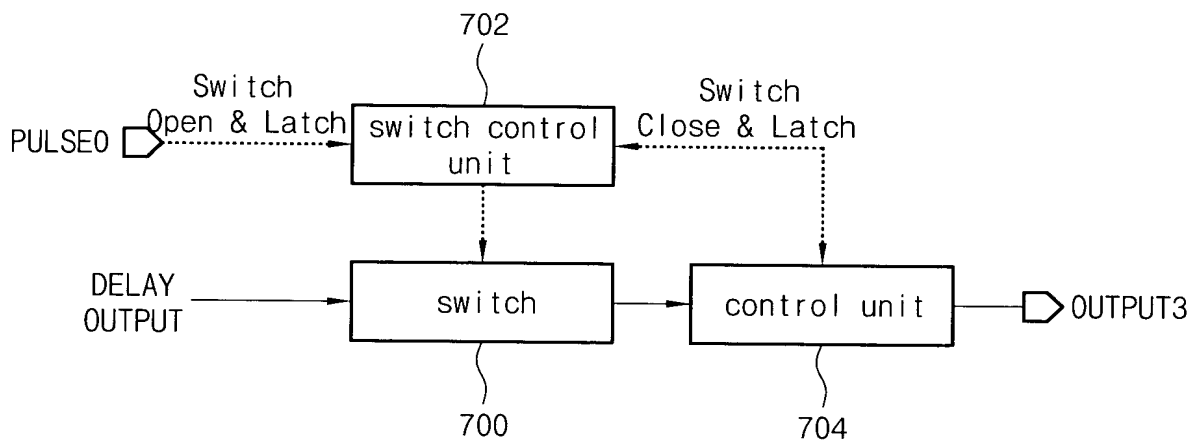 702
Switch
Open & Latch
Switch
Close & Latch
PULSE0
switch control
unit
DELAY
OUTPUT
switch
control unit
OUTPUT3
700
704